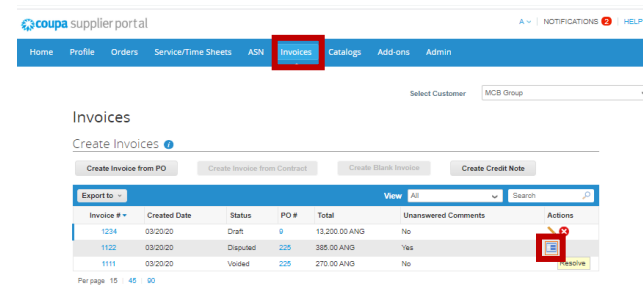 coupa supplier portal
A NOTIFICATIONS 2 HELP
Home Profile Orders Service/Time Sheets ASN Invoices Catalogs Add-ons Admin
Select Customer MCB Group
Invoices
Create Invoices
Create Invoice from PO Create Invoice from Contract Create Blank Invoice Create Credit Note
Export to View All Search
Invoice # Created Date Status PO # Total Unanswered Comments Actions
1234 03/20/20 Draft 9 13,200.00 ANG No
1122 03/20/20 Disputed 225 385.00 ANG Yes
1111 03/20/20 Voided 225 270.00 ANG No Resolve
Per page 15 | 45 | 90